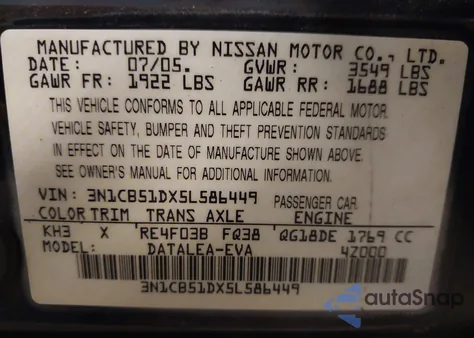 MANUFACTURED BY NISSAN MOTOR CO., LTD.
DATE: 07/05. GVWR: 3549 LBS
GAWR FR: 1922 LBS GAWR RR: 1688 LBS
THIS VEHICLE CONFORMS TO ALL APPLICABLE FEDERAL MOTOR
VEHICLE SAFETY, BUMPER AND THEFT PREVENTION STANDARDS
IN EFFECT ON THE DATE OF MANUFACTURE SHOWN ABOVE.
SEE OWNER'S MANUAL FOR ADDITIONAL INFORMATION.
VIN: 3N1CB51DX5L586449 PASSENGER CAR
COLOR TRIM TRANS AXLE ENGINE
KH3 X RE4F03B FQ38 QG18DE 1769 CC
MODEL: DATALEA-EVA 42000
3N1CB51DX5L586449
autoSnap